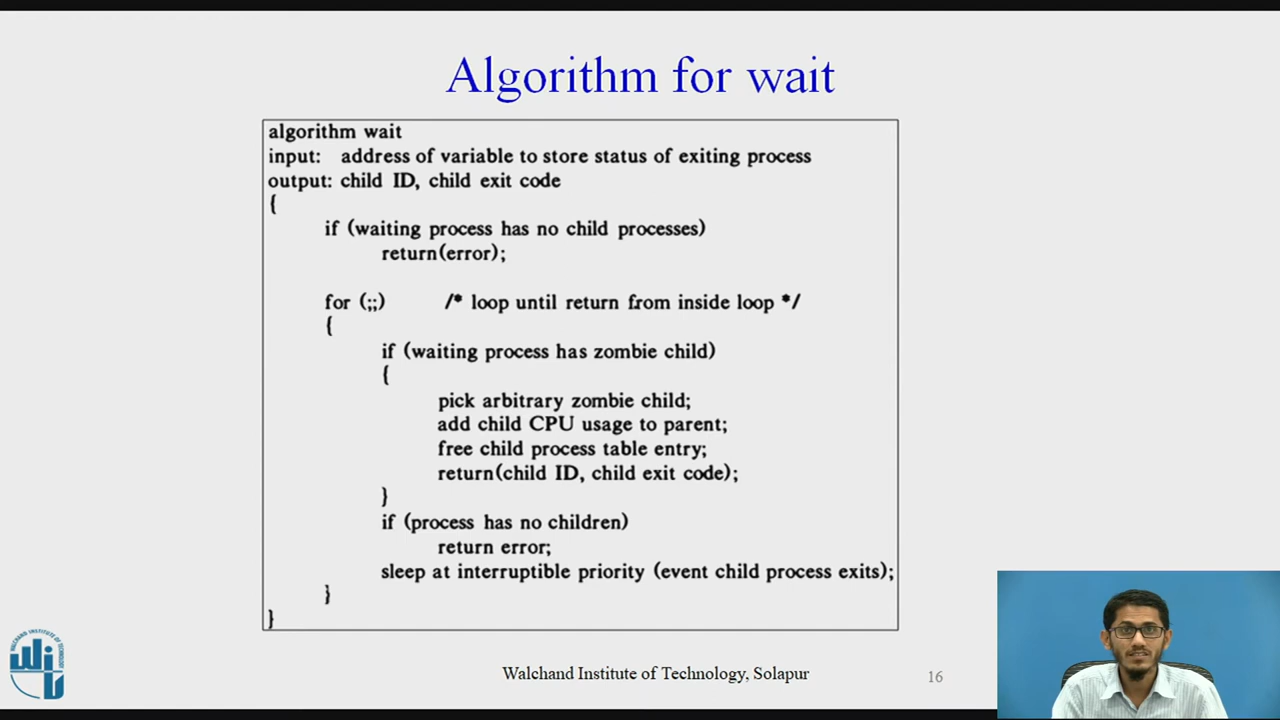 Algorithm for wait
algorithm wait
input: address of variable to store status of exiting process
output: child ID, child exit code
{
if (waiting process has no child processes)
return(error);
for (;;) /* loop until return from inside loop */
{
if (waiting process has zombie child)
{
pick arbitrary zombie child;
add child CPU usage to parent;
free child process table entry;
return(child ID, child exit code);
}
if (process has no children)
return error;
sleep at interruptible priority (event child process exits);
}
}
WALCHAND INSTITUTE OF TECHNOLOGY
Walchand Institute of Technology, Solapur
16